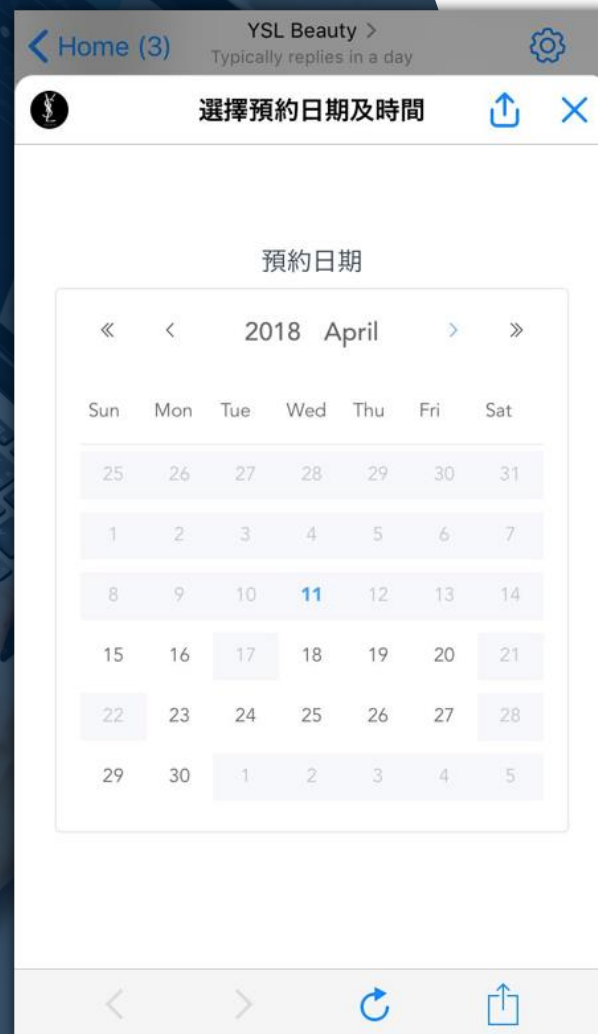 Home (3)
YSL Beauty >
Typically replies in a day
選擇預約日期及時間
預約日期
« < 2018 April > »
Sun Mon Tue Wed Thu Fri Sat
25 26 27 28 29 30 31
1 2 3 4 5 6 7
8 9 10 11 12 13 14
15 16 17 18 19 20 21
22 23 24 25 26 27 28
29 30 1 2 3 4 5